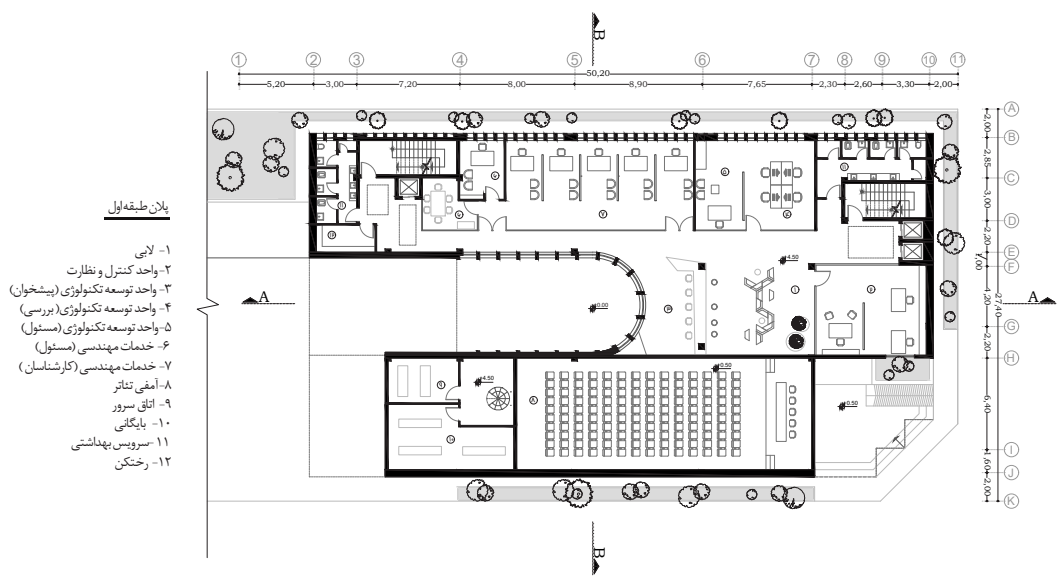 B
1 2 3 4 5 6 7 8 9 10 11
50,20
5,20 3,00 7,20 8,00 8,90 7,65 2,30 2,60 3,30 2,00
A
B
C
D
E
F
G
H
I
J
K
2,00
2,85
3,00
2,20
1,00
4,20
2,20
6,40
1,60
2,00
27,40
پلان طبقه اول
۱- لابی
۲-واحد کنترل و نظارت
۳- واحد توسعه تکنولوژی (پیشخوان)
۴- واحد توسعه تکنولوژی (بررسی)
۵-واحد توسعه تکنولوژی (مسئول)
۶- خدمات مهندسی (مسئول)
۷- خدمات مهندسی (کارشناسان)
۸-آمفی تئاتر
۹- اتاق سرور
۱۰- بایگانی
۱۱-سرویس بهداشتی
۱۲- رختکن
A
A
+4.50
±0.00
+4.50
+0.50
+0.50
B